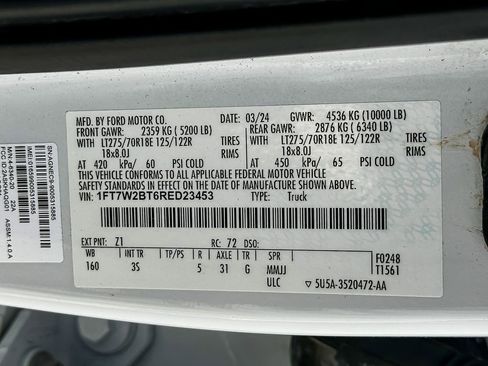 MFD. BY FORD MOTOR CO. 03/24 GVWR: 4536 KG (10000 LB)
FRONT GAWR: 2359 KG ( 5200 LB) REAR GAWR: 2876 KG ( 6340 LB)
WITH LT275/70R18E 125/122R TIRES WITH LT275/70R18E 125/122R TIRES
18x8.0J RIMS 18x8.0J RIMS
AT 420 kPa/ 60 PSI COLD AT 450 kPa/ 65 PSI COLD
THIS VEHICLE CONFORMS TO ALL APPLICABLE FEDERAL MOTOR VEHICLE
SAFETY STANDARDS IN EFFECT ON THE DATE OF MANUFACTURE SHOWN ABOVE.
VIN: 1FT7W2BT6RED23453 TYPE: Truck
EXT PNT: Z1 RC: 72 DSO:
WB INT TR TP/PS R AXLE TR SPR F0248
160 3S 5 31 G MMJJ T1561
ULC 5U5A-3520472-AA